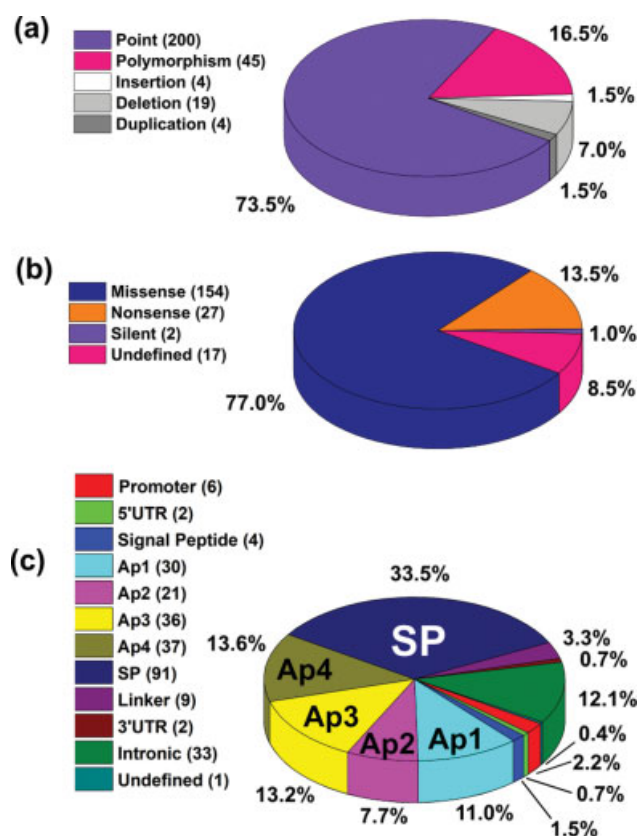 (a)
Point (200)
Polymorphism (45)
Insertion (4)
Deletion (19)
Duplication (4)
16.5%
1.5%
7.0%
1.5%
73.5%
(b)
Missense (154)
Nonsense (27)
Silent (2)
Undefined (17)
13.5%
1.0%
8.5%
77.0%
(c)
Promoter (6)
5'UTR (2)
Signal Peptide (4)
Ap1 (30)
Ap2 (21)
Ap3 (36)
Ap4 (37)
SP (91)
Linker (9)
3'UTR (2)
Intronic (33)
Undefined (1)
33.5%
3.3%
0.7%
12.1%
0.4%
2.2%
0.7%
1.5%
11.0%
7.7%
13.2%
13.6%
SP
Ap4
Ap3
Ap2
Ap1